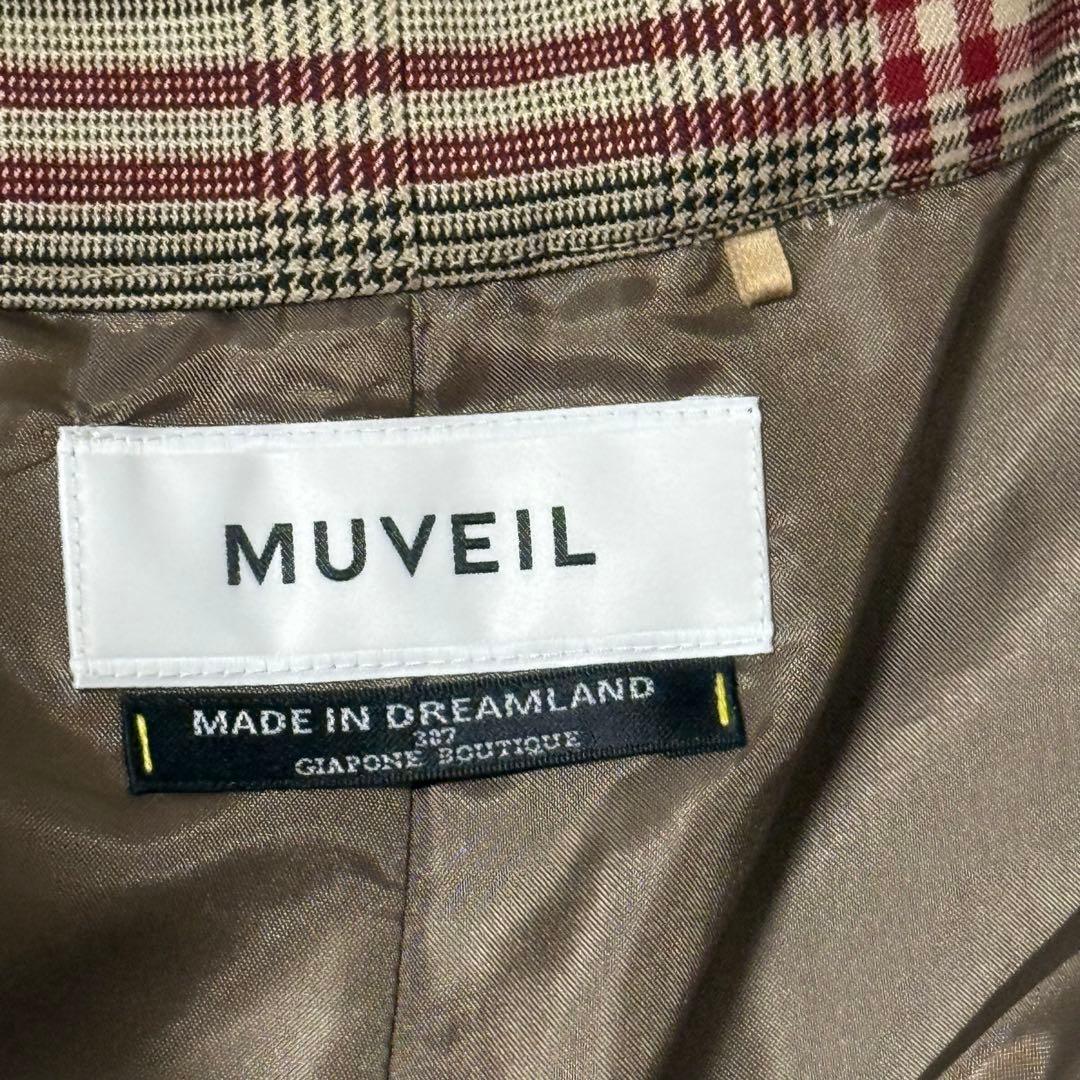 MUVEIL
MADE IN DREAMLAND
307
GIAPONE BOUTIQUE